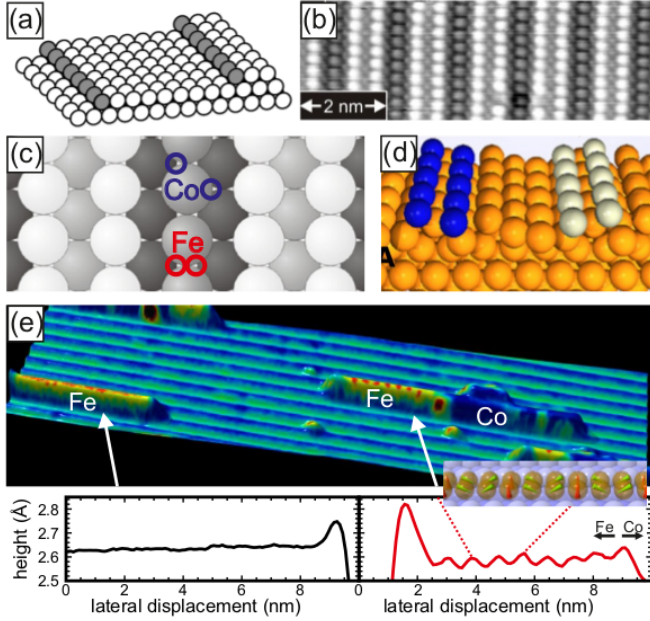 (a)
(b)
2 nm
(c)
Co
Fe
(d)
A
(e)
Fe
Fe
Co
height (Å)
2.8
2.7
2.6
2.5
Fe Co
0 2 4 6 8 0 2 4 6 8
lateral displacement (nm) lateral displacement (nm)